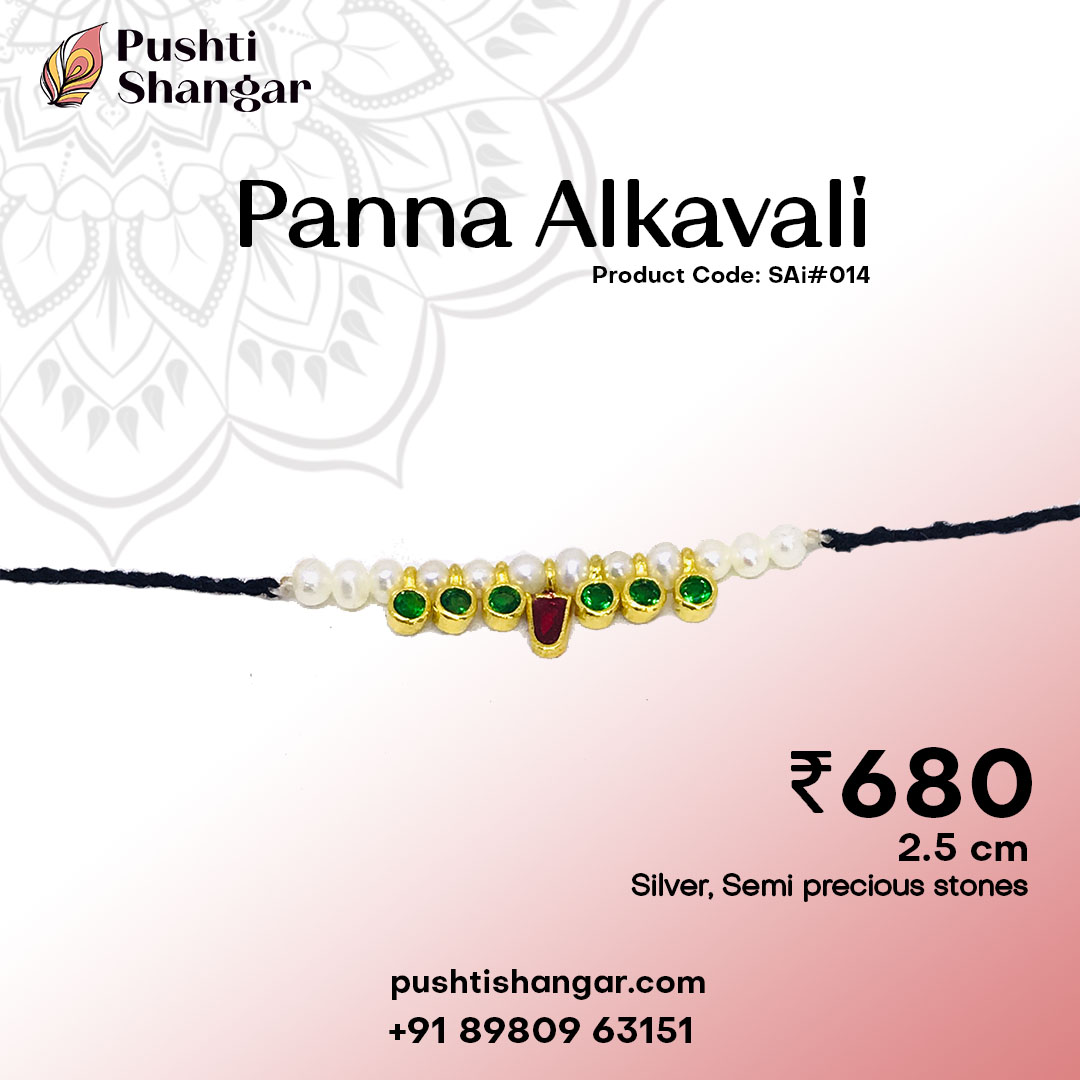 Pushti
Shangar
Panna Alkavali
Product Code: SAi#014
₹680
2.5 cm
Silver, Semi precious stones
pushtishangar.com
+91 89809 63151